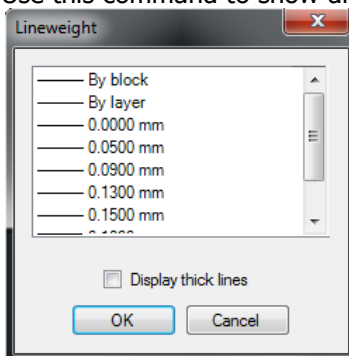 Use this command to show an
Lineweight
By block
By layer
0.0000 mm
0.0500 mm
0.0900 mm
0.1300 mm
0.1500 mm
Display thick lines
OK Cancel